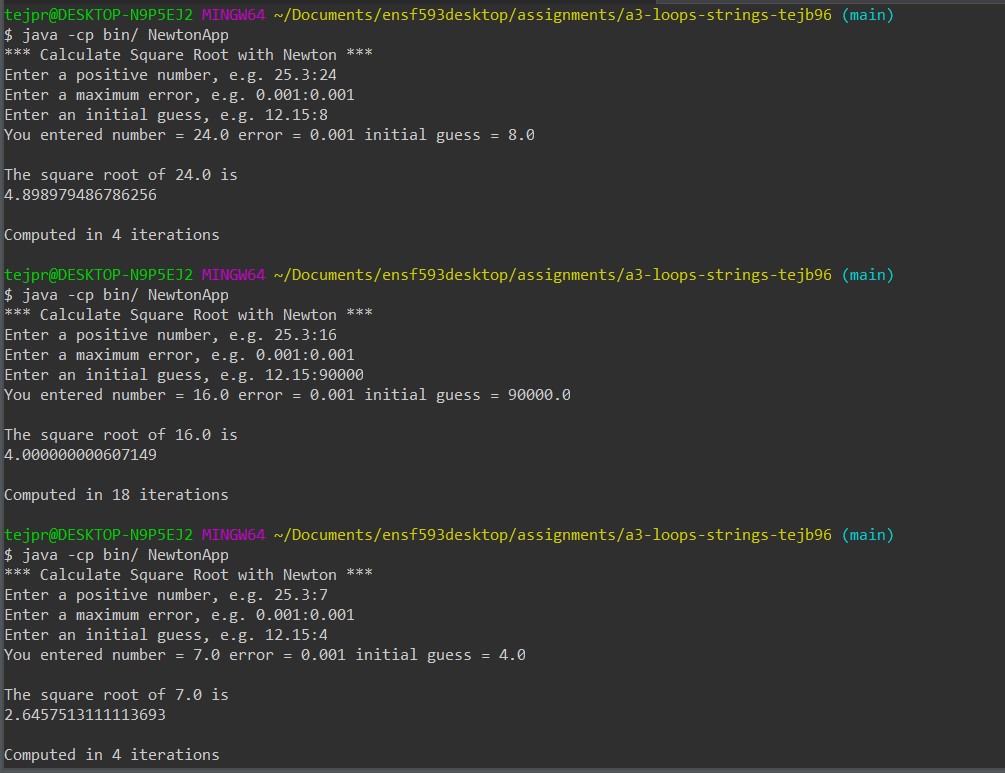 tejpr@DESKTOP-N9P5EJ2 MINGW64 ~/Documents/ensf593desktop/assignments/a3-loops-strings-tejb96 (main)
$ java -cp bin/ NewtonApp
*** Calculate Square Root with Newton ***
Enter a positive number, e.g. 25.3:24
Enter a maximum error, e.g. 0.001:0.001
Enter an initial guess, e.g. 12.15:8
You entered number = 24.0 error = 0.001 initial guess = 8.0
The square root of 24.0 is
4.898979486786256
Computed in 4 iterations
tejpr@DESKTOP-N9P5EJ2 MINGW64 ~/Documents/ensf593desktop/assignments/a3-loops-strings-tejb96 (main)
$ java -cp bin/ NewtonApp
*** Calculate Square Root with Newton ***
Enter a positive number, e.g. 25.3:16
Enter a maximum error, e.g. 0.001:0.001
Enter an initial guess, e.g. 12.15:90000
You entered number = 16.0 error = 0.001 initial guess = 90000.0
The square root of 16.0 is
4.000000000607149
Computed in 18 iterations
tejpr@DESKTOP-N9P5EJ2 MINGW64 ~/Documents/ensf593desktop/assignments/a3-loops-strings-tejb96 (main)
$ java -cp bin/ NewtonApp
*** Calculate Square Root with Newton ***
Enter a positive number, e.g. 25.3:7
Enter a maximum error, e.g. 0.001:0.001
Enter an initial guess, e.g. 12.15:4
You entered number = 7.0 error = 0.001 initial guess = 4.0
The square root of 7.0 is
2.6457513111113693
Computed in 4 iterations